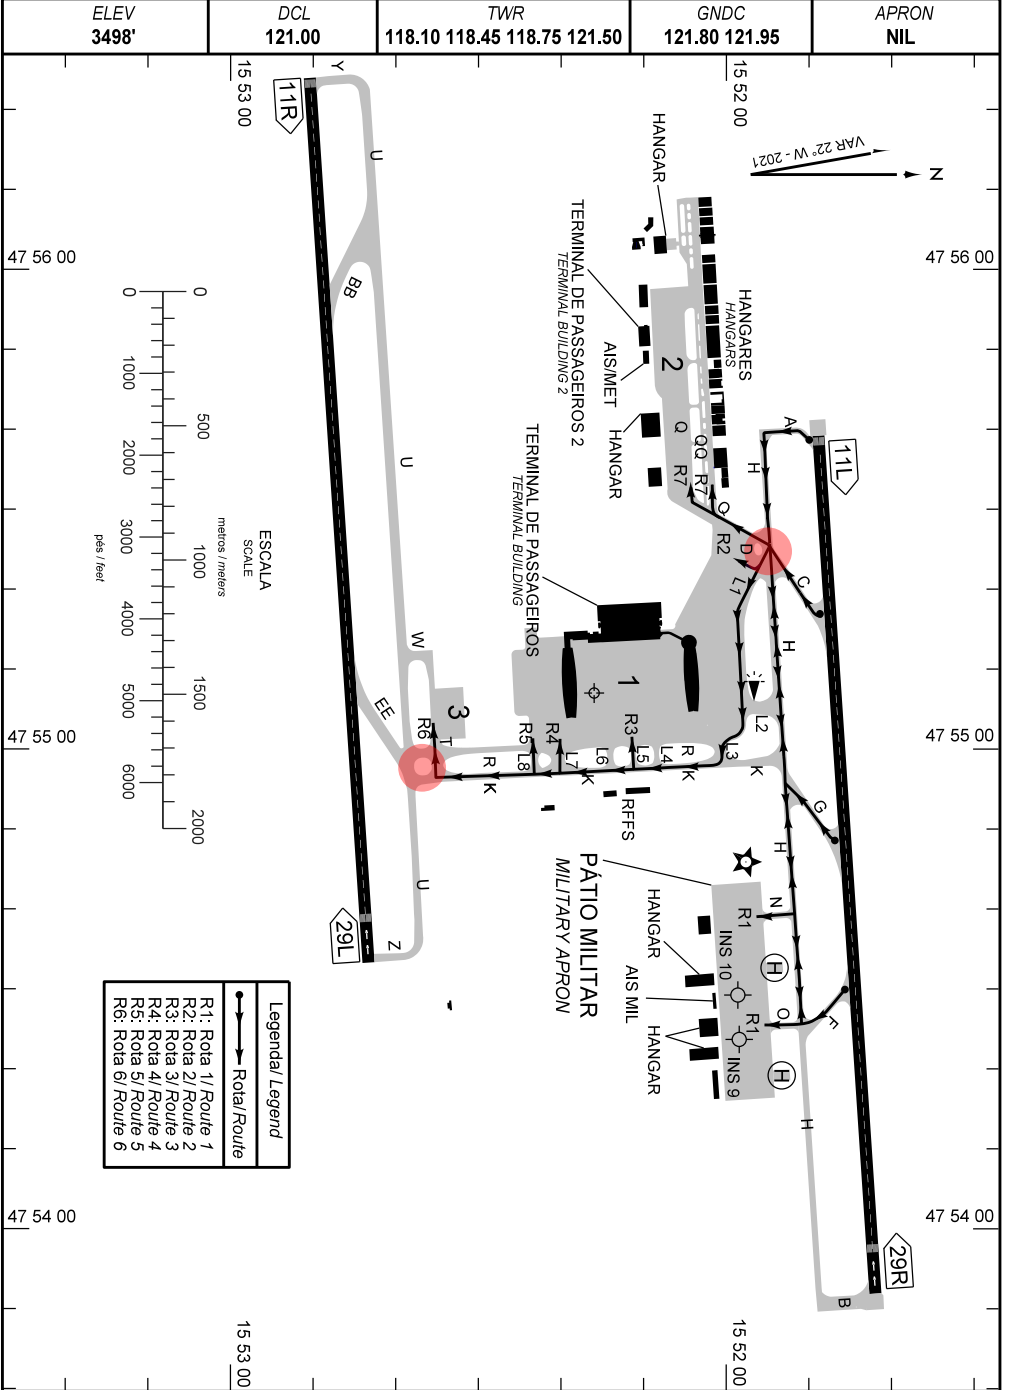 ELEV
3498'
DCL
121.00
TWR
118.10 118.45 118.75 121.50
GNDC
121.80 121.95
APRON
NIL
15 53 00
15 52 00
Y
11R
U
BB
47 56 00
47 56 00
VAR 22° W - 2021
N
HANGAR
TERMINAL DE PASSAGEIROS 2
TERMINAL BUILDING 2
AIS/MET
HANGAR
HANGARES
HANGARS
2
Q
QQ
R7
R7
Q
A
H
11L
R2
D
L1
C
H
TERMINAL DE PASSAGEIROS
TERMINAL BUILDING
1
U
W
EE
R6
T
3
R5
R4
R3
L8
L7
L6
L5
L4
L3
L2
R
K
K
R
K
K
G
H
47 55 00
47 55 00
RFFS
U
Z
29L
PÁTIO MILITAR
MILITARY APRON
HANGAR
AIS MIL
HANGAR
R1
N
INS 10
H
R1
O
F
INS 9
H
H
29R
B
0
500
1000
1500
2000
metros / meters
0
1000
2000
3000
4000
5000
6000
pés / feet
ESCALA
SCALE
Legenda/ Legend
Rota/Route
R1: Rota 1/ Route 1
R2: Rota 2/ Route 2
R3: Rota 3/ Route 3
R4: Rota 4/ Route 4
R5: Rota 5/ Route 5
R6: Rota 6/ Route 6
47 54 00
47 54 00
15 53 00
15 52 00